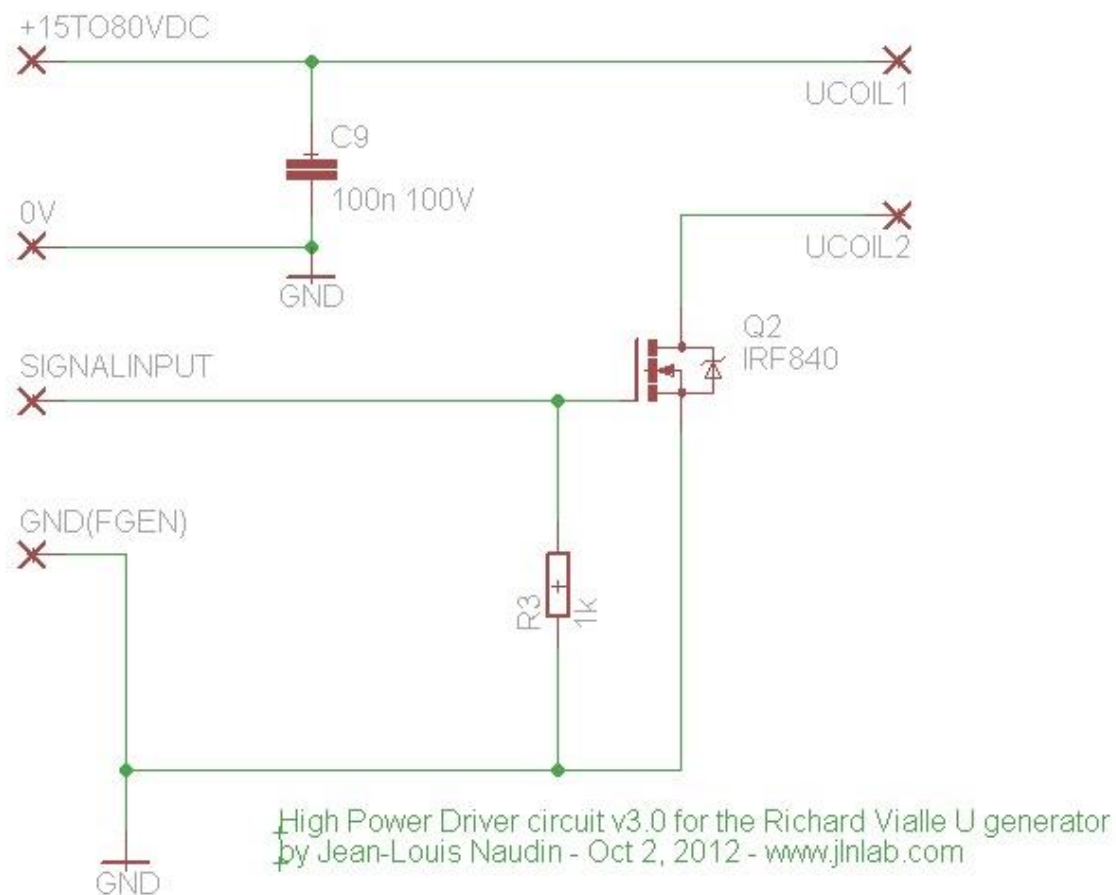 +15TO80VDC
UCOIL1
C9
100n 100V
0V
UCOIL2
GND
Q2
IRF840
SIGNALINPUT
GND(FGEN)
R3
1k
High Power Driver circuit v3.0 for the Richard Vialle U generator
by Jean-Louis Naudin - Oct 2, 2012 - www.jlnlab.com
GND